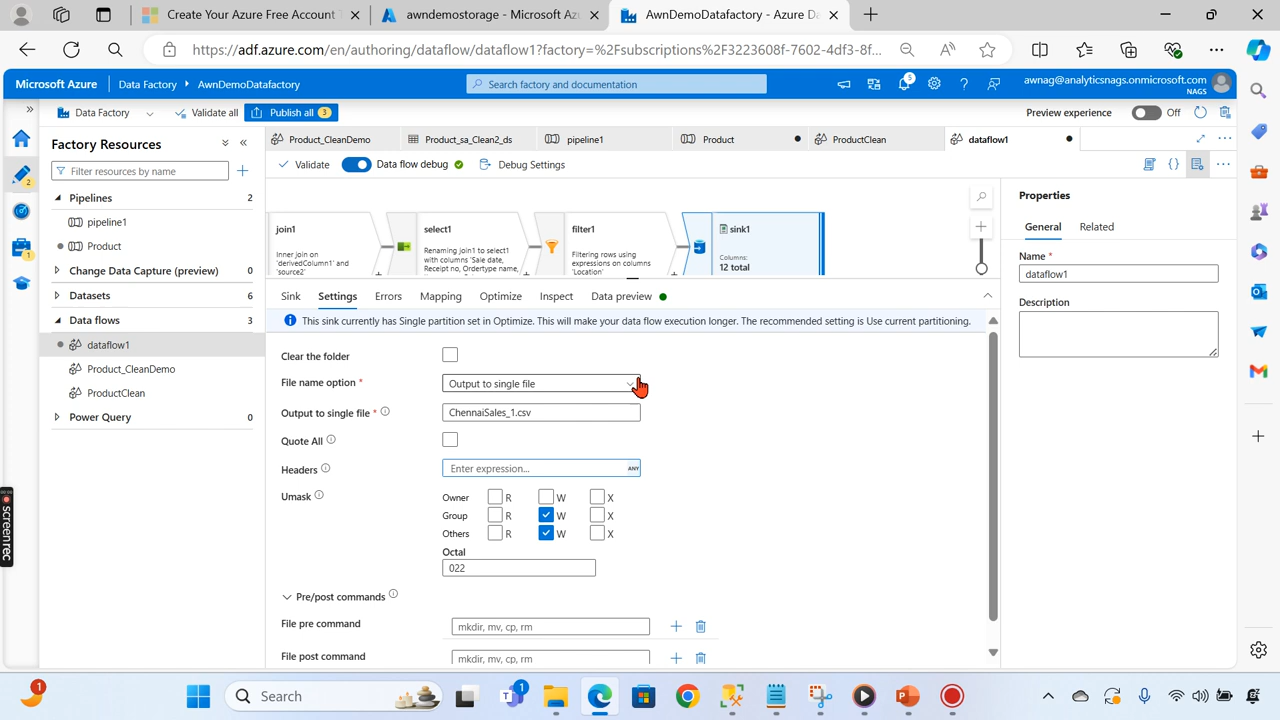 Create Your Azure Free Account T
awndemostorage - Microsoft Az
AwnDemoDatafactory - Azure Da
https://adf.azure.com/en/authoring/dataflow/dataflow1?factory=%2Fsubscriptions%2F3223608f-7602-4df3-8f...
Microsoft Azure
Data Factory
AwnDemoDatafactory
Search factory and documentation
5
awnag@analyticsnags.onmicrosoft.com
NAGS
Data Factory
Validate all
Publish all 3
Preview experience
Off
Product_CleanDemo
Product_sa_Clean2_ds
pipeline1
Product
ProductClean
dataflow1
Factory Resources
Filter resources by name
Pipelines 2
pipeline1
Product
Change Data Capture (preview) 0
Datasets 6
Data flows 3
dataflow1
Product_CleanDemo
ProductClean
Power Query 0
2
1
Validate
Data flow debug
Debug Settings
join1
Inner join on
'derivedColumn1' and
'source2'
select1
Renaming join1 to select1
with columns 'Sale date,
Receipt no, Ordertype name,
filter1
Filtering rows using
expressions on columns
'Location'
sink1
Columns:
12 total
Sink
Settings
Errors
Mapping
Optimize
Inspect
Data preview
This sink currently has Single partition set in Optimize. This will make your data flow execution longer. The recommended setting is Use current partitioning.
Clear the folder
File name option *
Output to single file
Output to single file *
ChennaiSales_1.csv
Quote All
Headers
Enter expression...
ANY
Umask
Owner R W X
Group R W X
Others R W X
Octal
022
Pre/post commands
File pre command
mkdir, mv, cp, rm
File post command
mkdir, mv, cp, rm
Properties
General
Related
Name *
dataflow1
Description
screenrec
1
Search
1